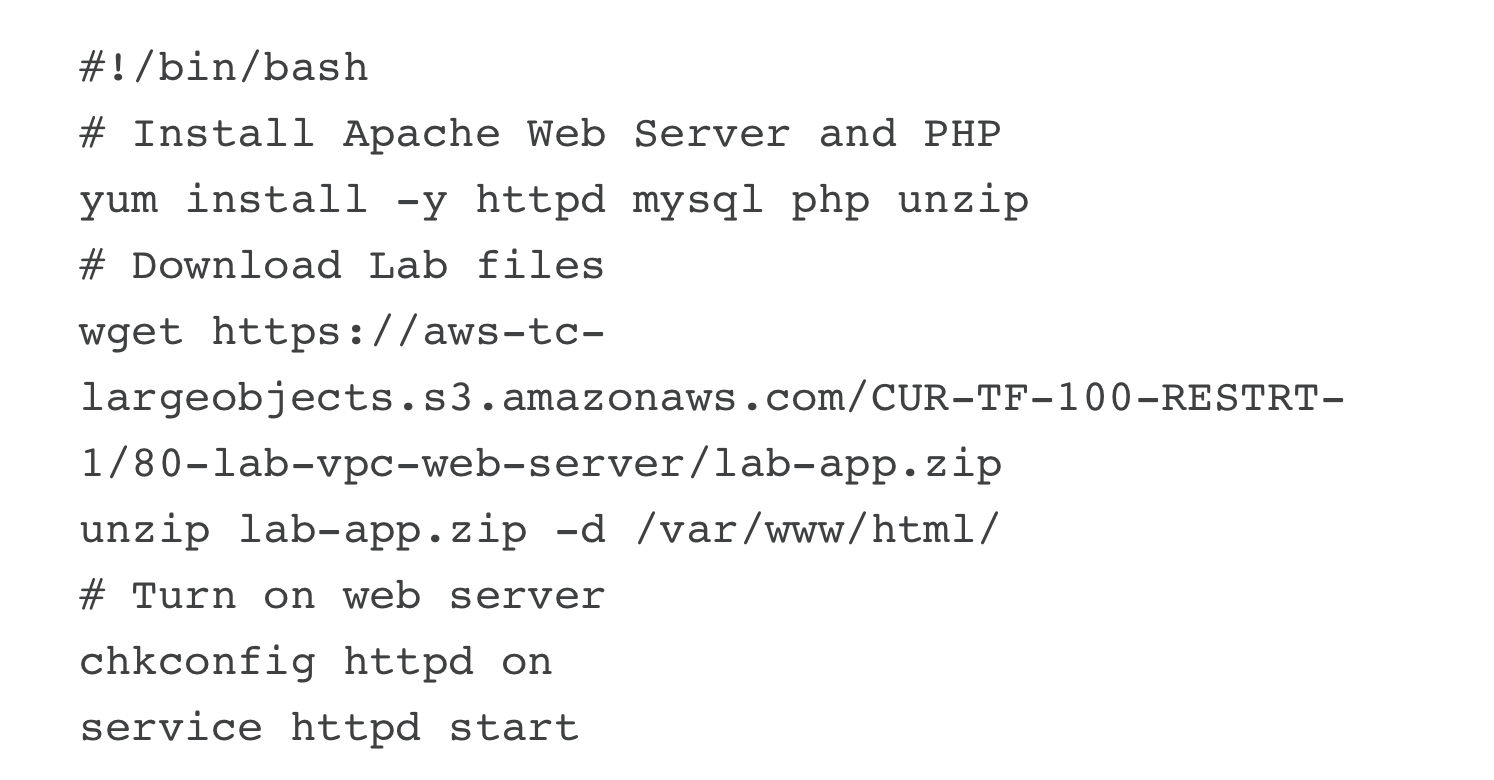 #!/bin/bash
# Install Apache Web Server and PHP
yum install -y httpd mysql php unzip
# Download Lab files
wget https://aws-tc-
largeobjects.s3.amazonaws.com/CUR-TF-100-RESTRT-
1/80-lab-vpc-web-server/lab-app.zip
unzip lab-app.zip -d /var/www/html/
# Turn on web server
chkconfig httpd on
service httpd start